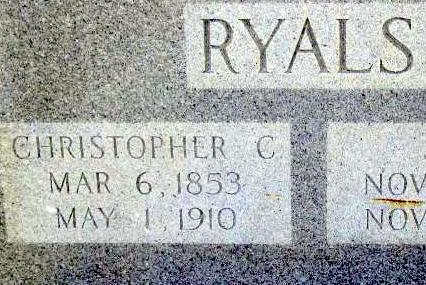 RYALS
CHRISTOPHER C
MAR 6, 1853
MAY 1, 1910
NOV
NOV